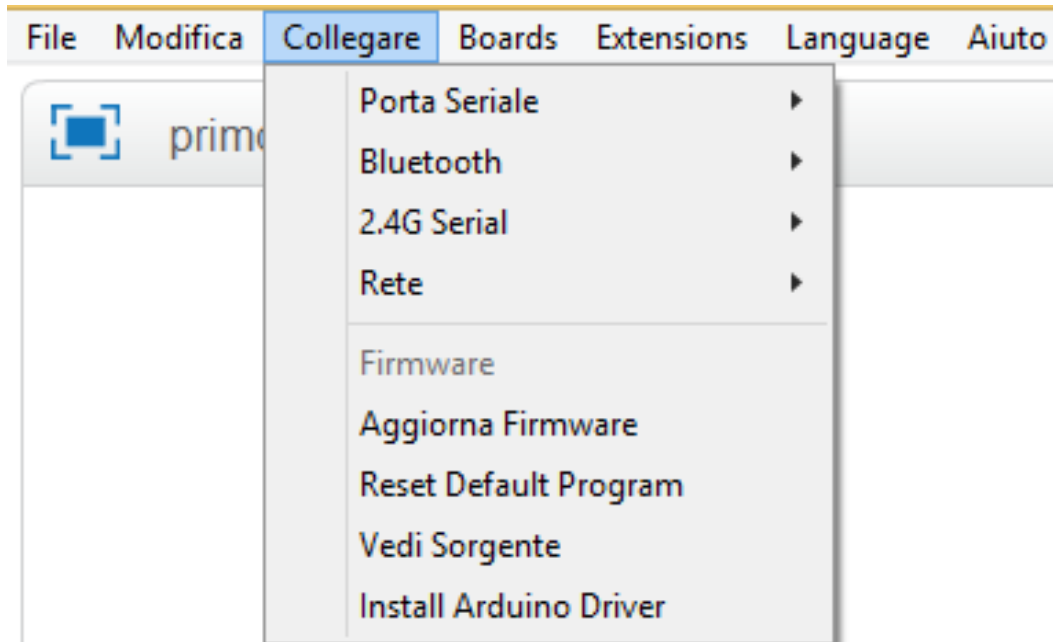 File Modifica Collegare Boards Extensions Language Aiuto
Porta Seriale
Bluetooth
2.4G Serial
Rete
Firmware
Aggiorna Firmware
Reset Default Program
Vedi Sorgente
Install Arduino Driver